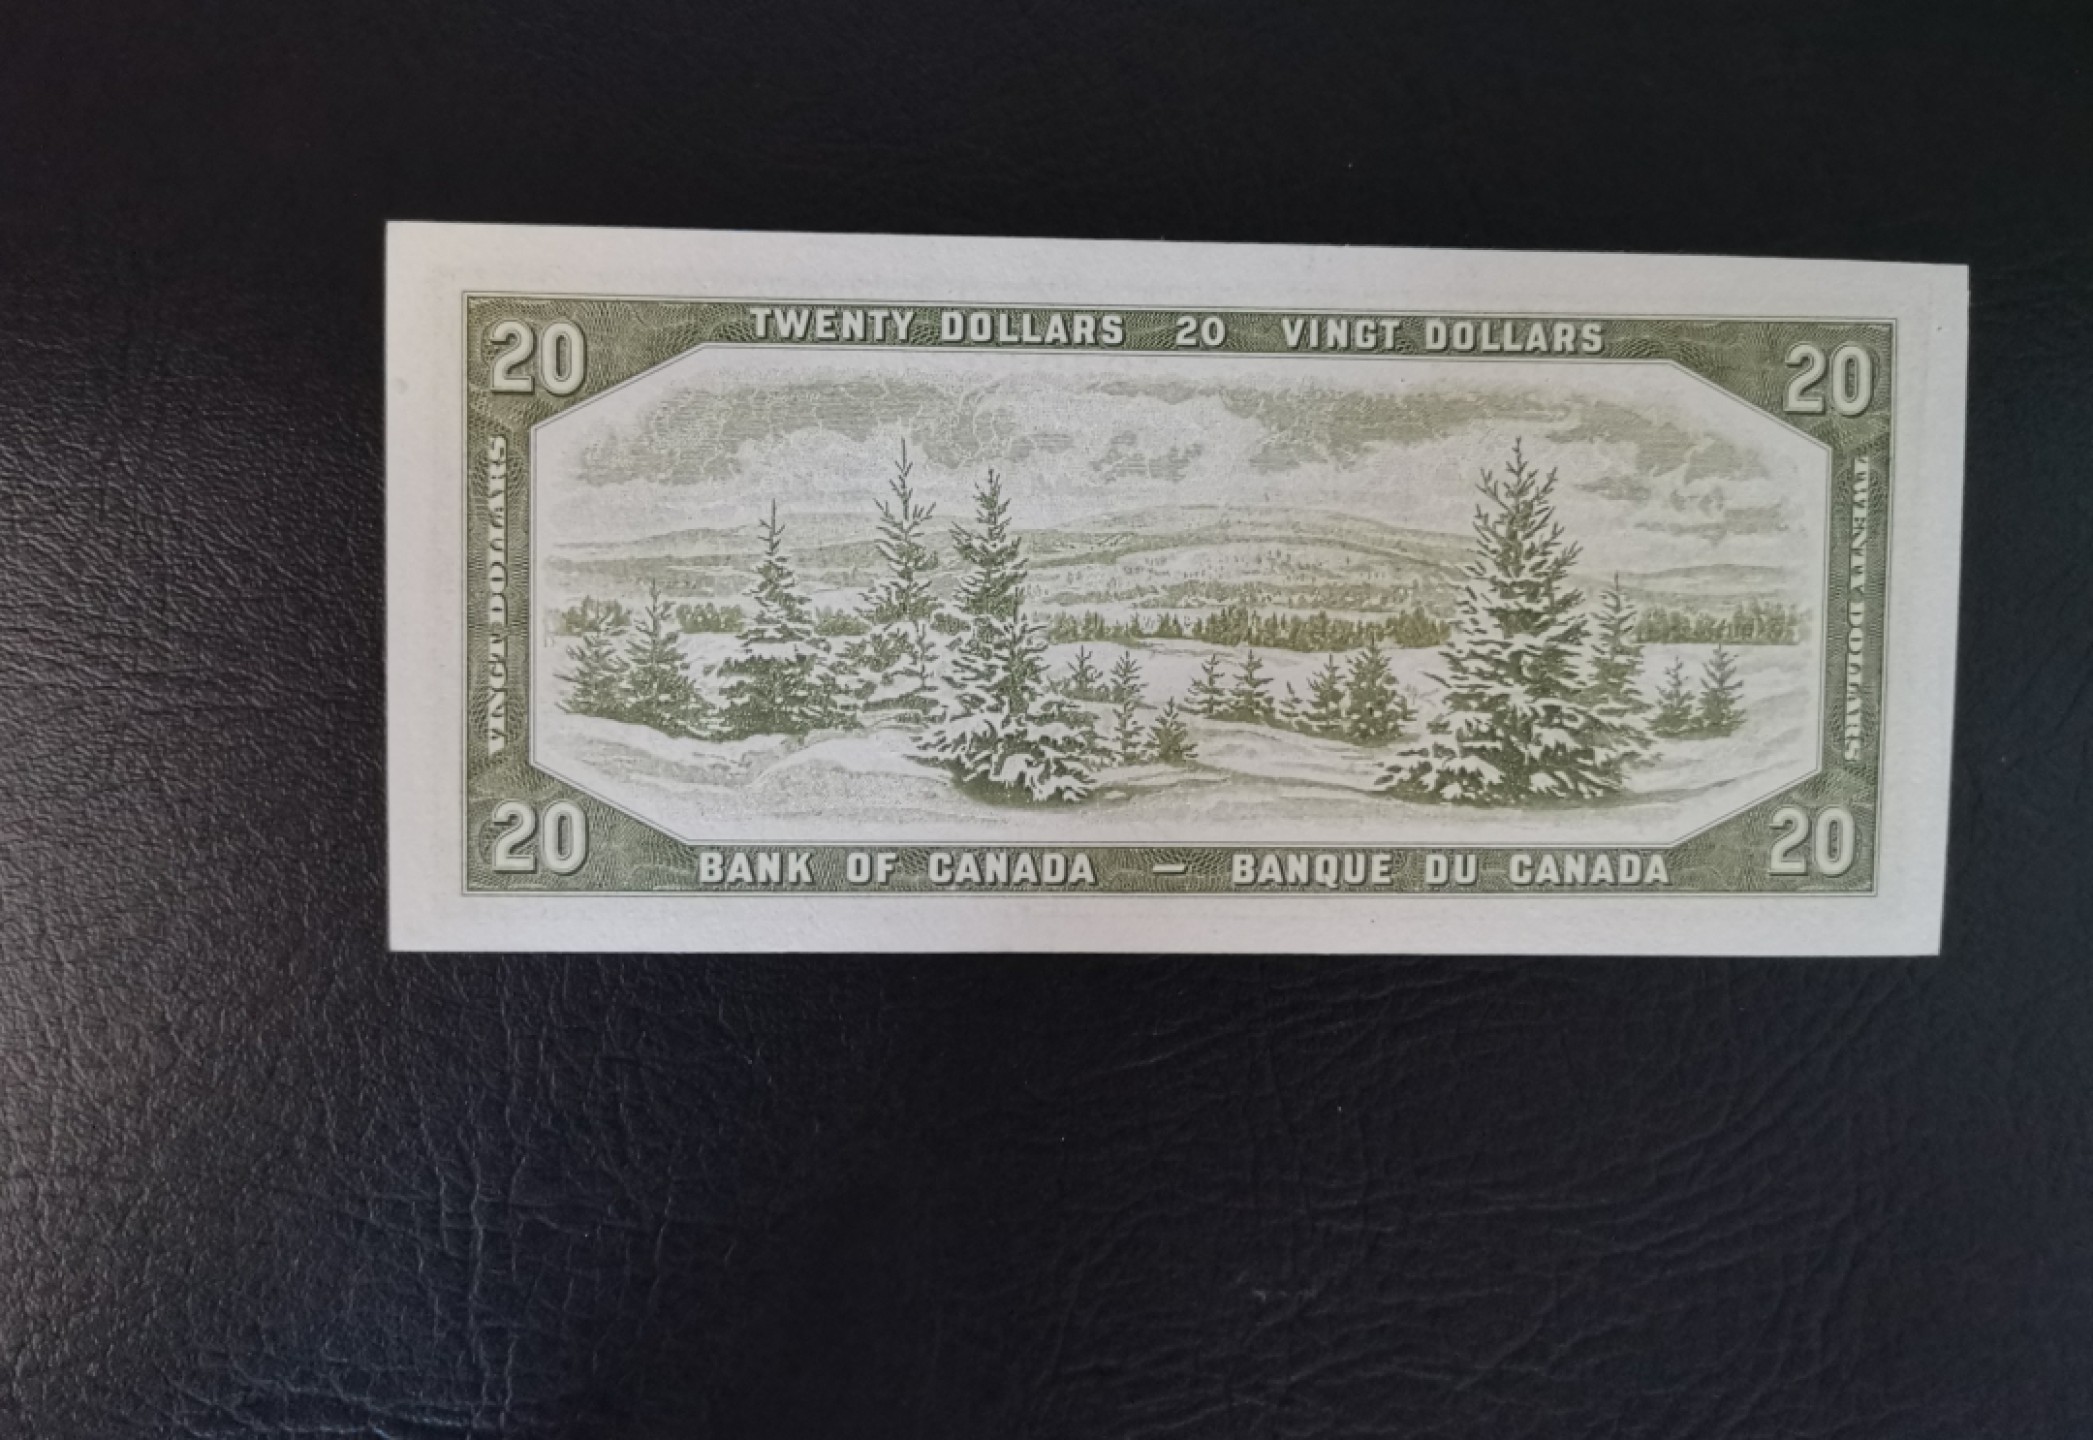 20 TWENTY DOLLARS 20 VINGT DOLLARS 20
VINGT DOLLARS
TWENTY DOLLARS
20 BANK OF CANADA — BANQUE DU CANADA 20